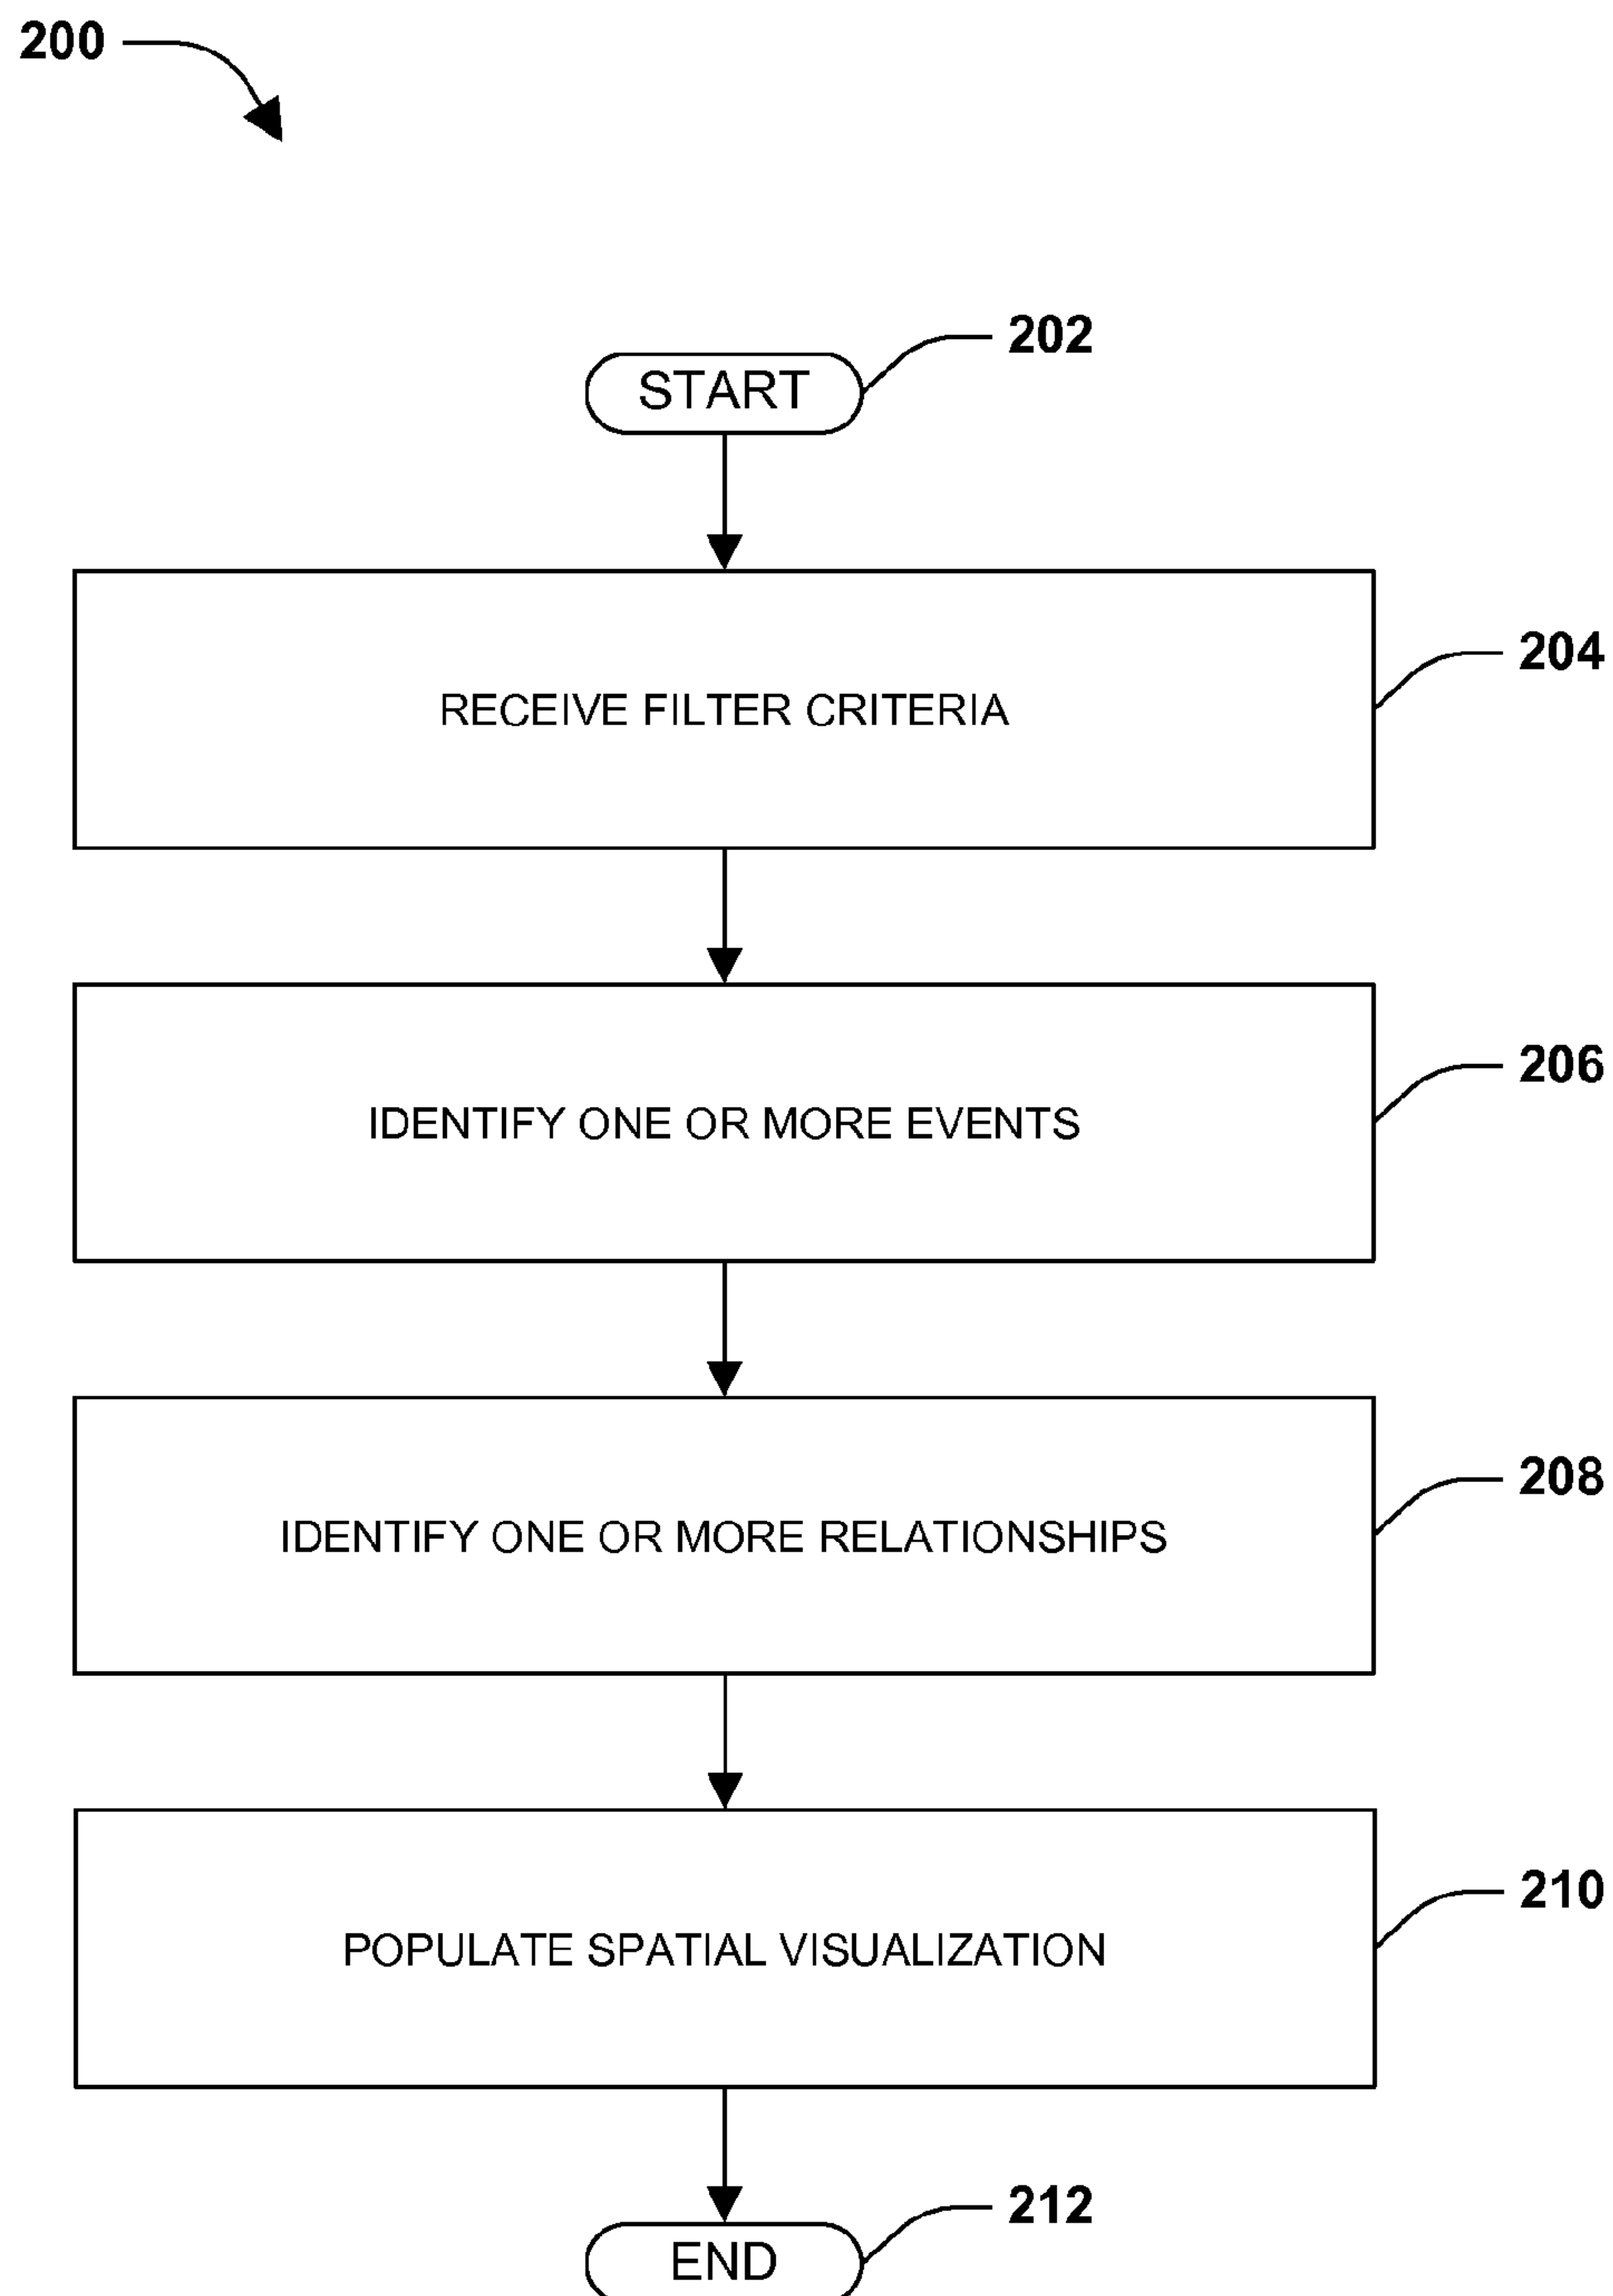 200
202
START
204
RECEIVE FILTER CRITERIA
206
IDENTIFY ONE OR MORE EVENTS
208
IDENTIFY ONE OR MORE RELATIONSHIPS
210
POPULATE SPATIAL VISUALIZATION
212
END